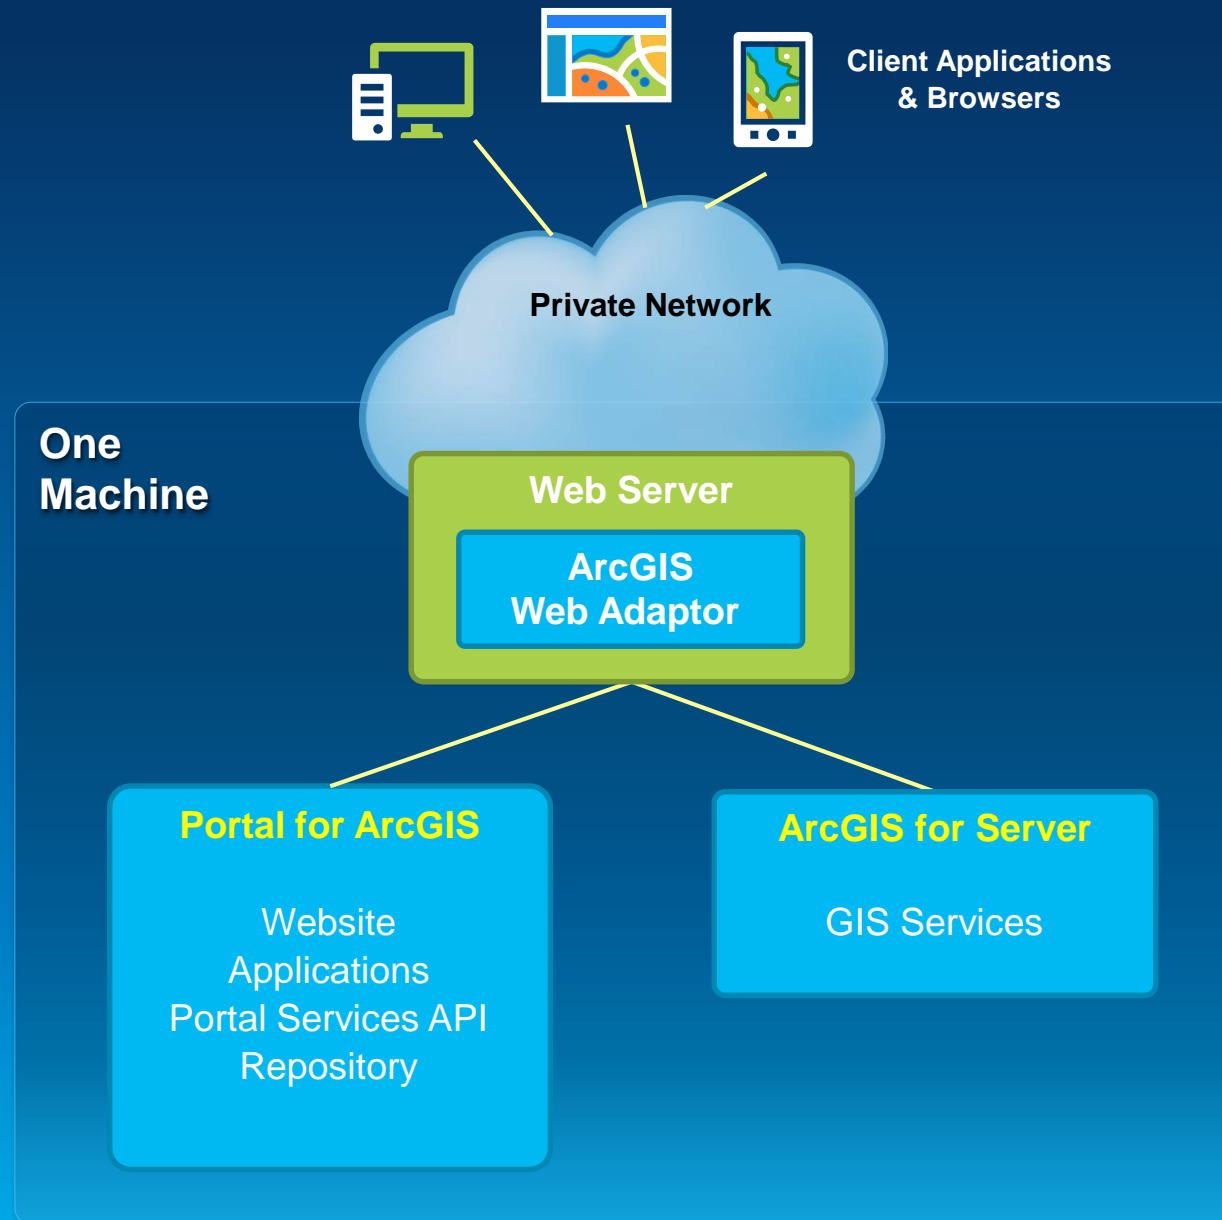 Client Applications
& Browsers
Private Network
One
Machine
Web Server
ArcGIS
Web Adaptor
Portal for ArcGIS
Website
Applications
Portal Services API
Repository
ArcGIS for Server
GIS Services